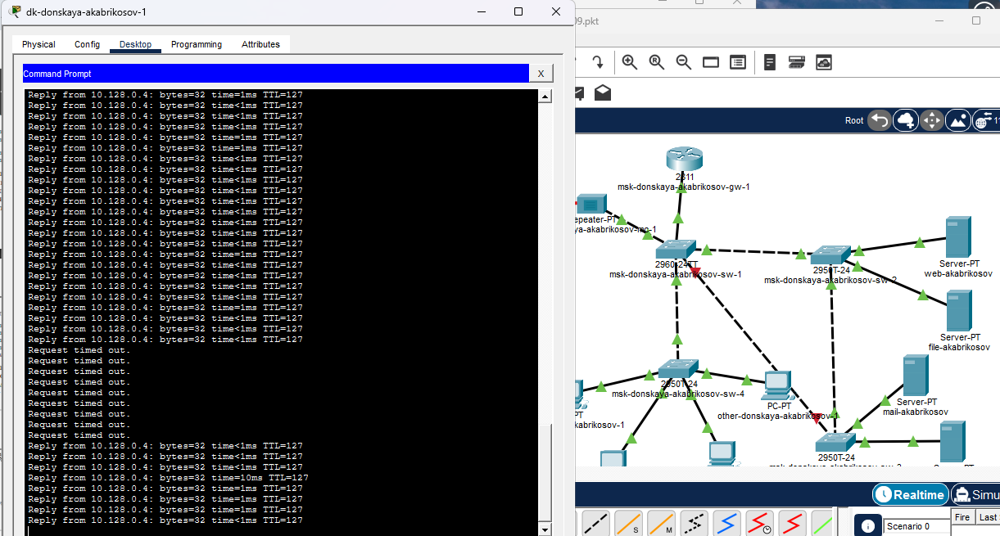 dk-donskaya-akabrikosov-1
Physical Config Desktop Programming Attributes
Command Prompt
X
Reply from 10.128.0.4: bytes=32 time=1ms TTL=127
Reply from 10.128.0.4: bytes=32 time<1ms TTL=127
Reply from 10.128.0.4: bytes=32 time=1ms TTL=127
Reply from 10.128.0.4: bytes=32 time<1ms TTL=127
Reply from 10.128.0.4: bytes=32 time=1ms TTL=127
Reply from 10.128.0.4: bytes=32 time=1ms TTL=127
Reply from 10.128.0.4: bytes=32 time<1ms TTL=127
Reply from 10.128.0.4: bytes=32 time<1ms TTL=127
Reply from 10.128.0.4: bytes=32 time<1ms TTL=127
Reply from 10.128.0.4: bytes=32 time<1ms TTL=127
Reply from 10.128.0.4: bytes=32 time<1ms TTL=127
Reply from 10.128.0.4: bytes=32 time<1ms TTL=127
Reply from 10.128.0.4: bytes=32 time<1ms TTL=127
Reply from 10.128.0.4: bytes=32 time<1ms TTL=127
Reply from 10.128.0.4: bytes=32 time<1ms TTL=127
Reply from 10.128.0.4: bytes=32 time=1ms TTL=127
Reply from 10.128.0.4: bytes=32 time<1ms TTL=127
Reply from 10.128.0.4: bytes=32 time<1ms TTL=127
Reply from 10.128.0.4: bytes=32 time<1ms TTL=127
Reply from 10.128.0.4: bytes=32 time<1ms TTL=127
Reply from 10.128.0.4: bytes=32 time<1ms TTL=127
Reply from 10.128.0.4: bytes=32 time=1ms TTL=127
Reply from 10.128.0.4: bytes=32 time=1ms TTL=127
Reply from 10.128.0.4: bytes=32 time<1ms TTL=127
Request timed out.
Request timed out.
Request timed out.
Request timed out.
Request timed out.
Request timed out.
Request timed out.
Request timed out.
Request timed out.
Reply from 10.128.0.4: bytes=32 time<1ms TTL=127
Reply from 10.128.0.4: bytes=32 time<1ms TTL=127
Reply from 10.128.0.4: bytes=32 time<1ms TTL=127
Reply from 10.128.0.4: bytes=32 time=10ms TTL=127
Reply from 10.128.0.4: bytes=32 time=1ms TTL=127
Reply from 10.128.0.4: bytes=32 time<1ms TTL=127
Reply from 10.128.0.4: bytes=32 time<1ms TTL=127
Reply from 10.128.0.4: bytes=32 time<1ms TTL=127
09.pkt
Root
2811
msk-donskaya-akabrikosov-gw-1
epeater-PT
ya-akabrikosov-mc-1
2960-24TT
msk-donskaya-akabrikosov-sw-1
2950T-24
msk-donskaya-akabrikosov-sw-2
Server-PT
web-akabrikosov
Server-PT
file-akabrikosov
2950T-24
msk-donskaya-akabrikosov-sw-4
PT
kabrikosov-1
PC-PT
other-donskaya-akabrikosov-1
Server-PT
mail-akabrikosov
2950T-24
Realtime
Simu
S
M
Scenario 0
Fire
Last